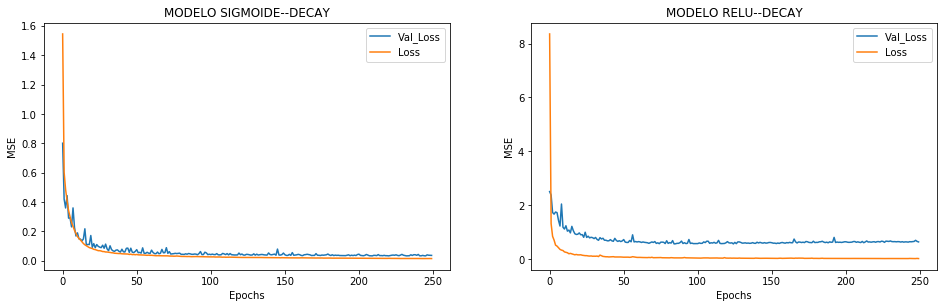 MODELO SIGMOIDE--DECAY
1.6
1.4
1.2
1.0
0.8
0.6
0.4
0.2
0.0
MSE
Val_Loss
Loss
0 50 100 150 200 250
Epochs
MODELO RELU--DECAY
8
6
4
2
0
MSE
Val_Loss
Loss
0 50 100 150 200 250
Epochs